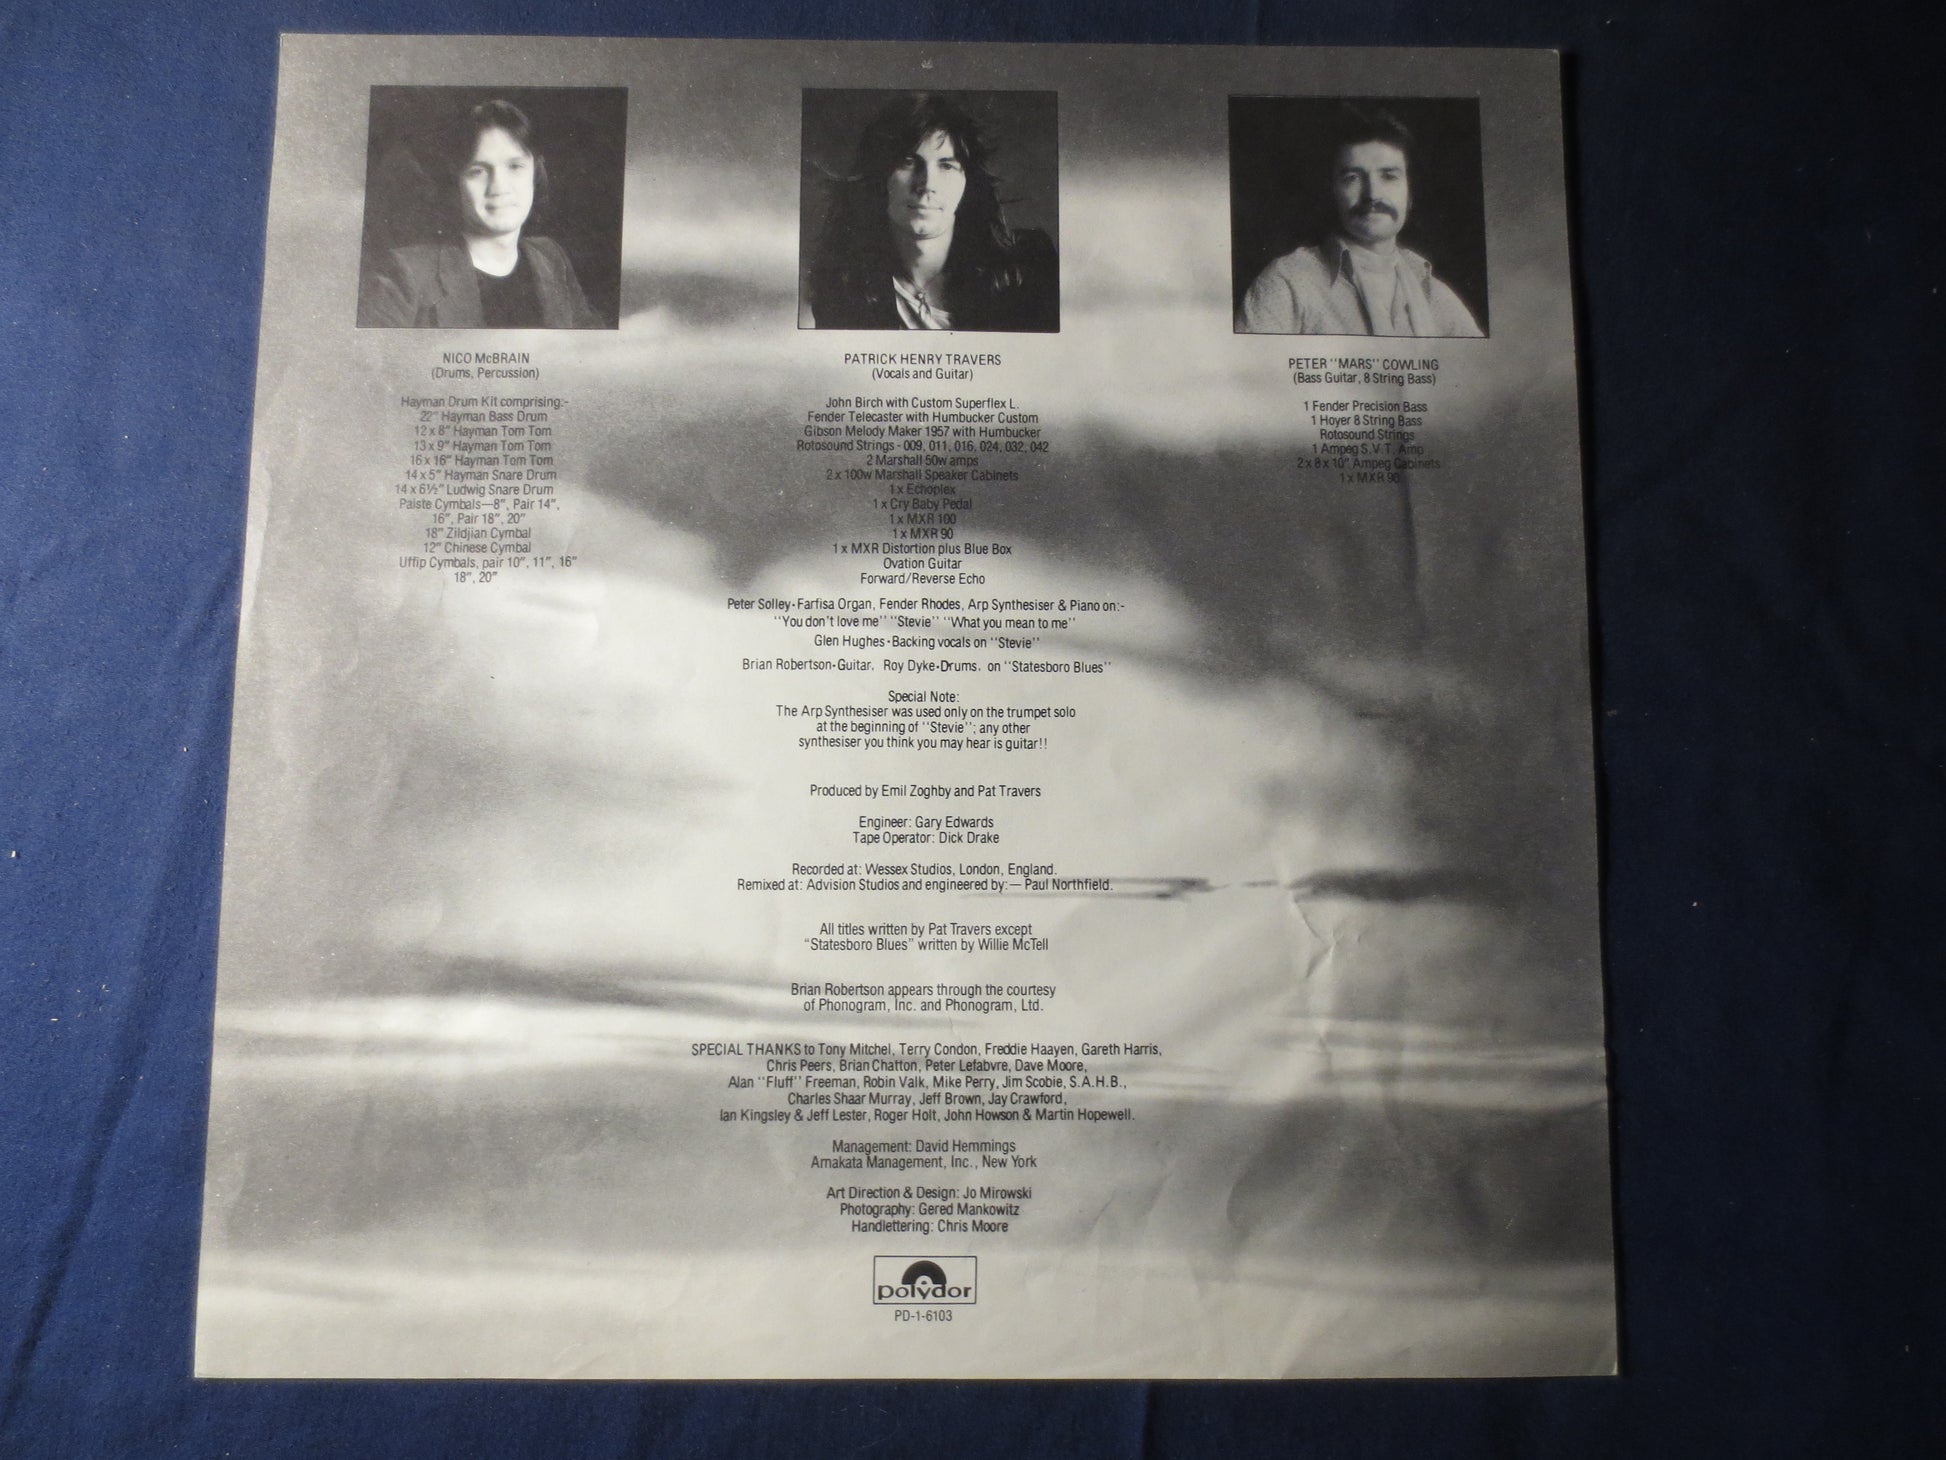 NICO McBRAIN
(Drums, Percussion)
Hayman Drum Kit comprising:-
22" Hayman Bass Drum
12 x 8" Hayman Tom Tom
13 x 9" Hayman Tom Tom
16 x 16" Hayman Tom Tom
14 x 5" Hayman Snare Drum
14 x 6½" Ludwig Snare Drum
Paiste Cymbals—8", Pair 14",
16", Pair 18", 20"
18" Zildjian Cymbal
12" Chinese Cymbal
Uffip Cymbals, pair 10", 11", 16"
18", 20"
PATRICK HENRY TRAVERS
(Vocals and Guitar)
John Birch with Custom Superflex L.
Fender Telecaster with Humbucker Custom
Gibson Melody Maker 1957 with Humbucker
Rotosound Strings - 009, 011, 016, 024, 032, 042
2 Marshall 50w amps
2 x 100w Marshall Speaker Cabinets
1 x Echoplex
1 x Cry Baby Pedal
1 x MXR 100
1 x MXR 90
1 x MXR Distortion plus Blue Box
Ovation Guitar
Forward/Reverse Echo
PETER "MARS" COWLING
(Bass Guitar, 8 String Bass)
1 Fender Precision Bass
1 Hoyer 8 String Bass
Rotosound Strings
1 Ampeg S.V.T. Amp
2 x 8 x 10" Ampeg Cabinets
1 x MXR 90
Peter Solley-Farfisa Organ, Fender Rhodes, Arp Synthesiser & Piano on:-
"You don't love me" "Stevie" "What you mean to me"
Glen Hughes-Backing vocals on "Stevie"
Brian Robertson-Guitar, Roy Dyke-Drums, on "Statesboro Blues"
Special Note:
The Arp Synthesiser was used only on the trumpet solo
at the beginning of "Stevie"; any other
synthesiser you think you may hear is guitar!!
Produced by Emil Zoghby and Pat Travers
Engineer: Gary Edwards
Tape Operator: Dick Drake
Recorded at: Wessex Studios, London, England.
Remixed at: Advision Studios and engineered by:— Paul Northfield.
All titles written by Pat Travers except
"Statesboro Blues" written by Willie McTell
Brian Robertson appears through the courtesy
of Phonogram, Inc. and Phonogram, Ltd.
SPECIAL THANKS to Tony Mitchel, Terry Condon, Freddie Haayen, Gareth Harris,
Chris Peers, Brian Chatton, Peter Lefabvre, Dave Moore,
Alan "Fluff" Freeman, Robin Valk, Mike Perry, Jim Scobie, S.A.H.B.,
Charles Shaar Murray, Jeff Brown, Jay Crawford,
Ian Kingsley & Jeff Lester, Roger Holt, John Howson & Martin Hopewell.
Management: David Hemmings
Amakata Management, Inc., New York
Art Direction & Design: Jo Mirowski
Photography: Gered Mankowitz
Handlettering: Chris Moore
polydor
PD-1-6103